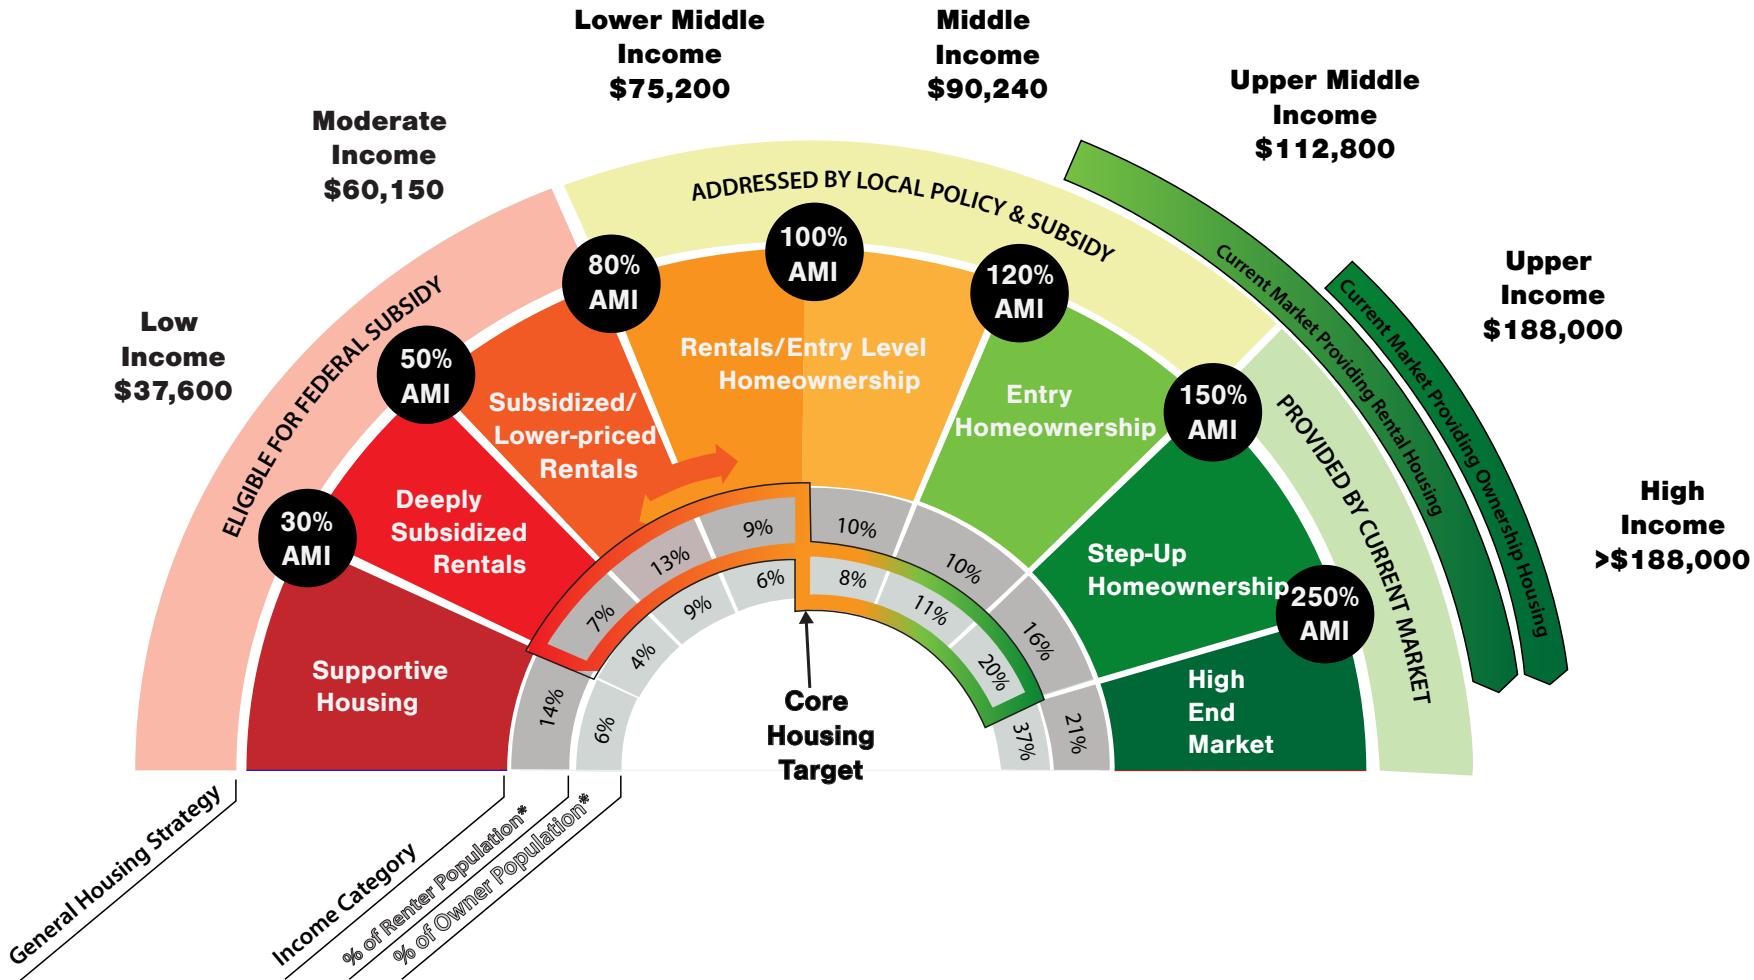 Lower Middle
Income
$75,200
Middle
Income
$90,240
Upper Middle
Income
$112,800
Moderate
Income
$60,150
Upper
Income
$188,000
Low
Income
$37,600
High
Income
>$188,000
ELIGIBLE FOR FEDERAL SUBSIDY
ADDRESSED BY LOCAL POLICY & SUBSIDY
PROVIDED BY CURRENT MARKET
Current Market Providing Rental Housing
Current Market Providing Ownership Housing
30%
AMI
50%
AMI
80%
AMI
100%
AMI
120%
AMI
150%
AMI
250%
AMI
Supportive
Housing
Deeply
Subsidized
Rentals
Subsidized/
Lower-priced
Rentals
Rentals/Entry Level
Homeownership
Entry
Homeownership
Step-Up
Homeownership
High
End
Market
14%
7%
13%
9%
10%
10%
16%
21%
6%
4%
9%
6%
8%
11%
20%
37%
Core
Housing
Target
General Housing Strategy
Income Category
% of Renter Population*
% of Owner Population*